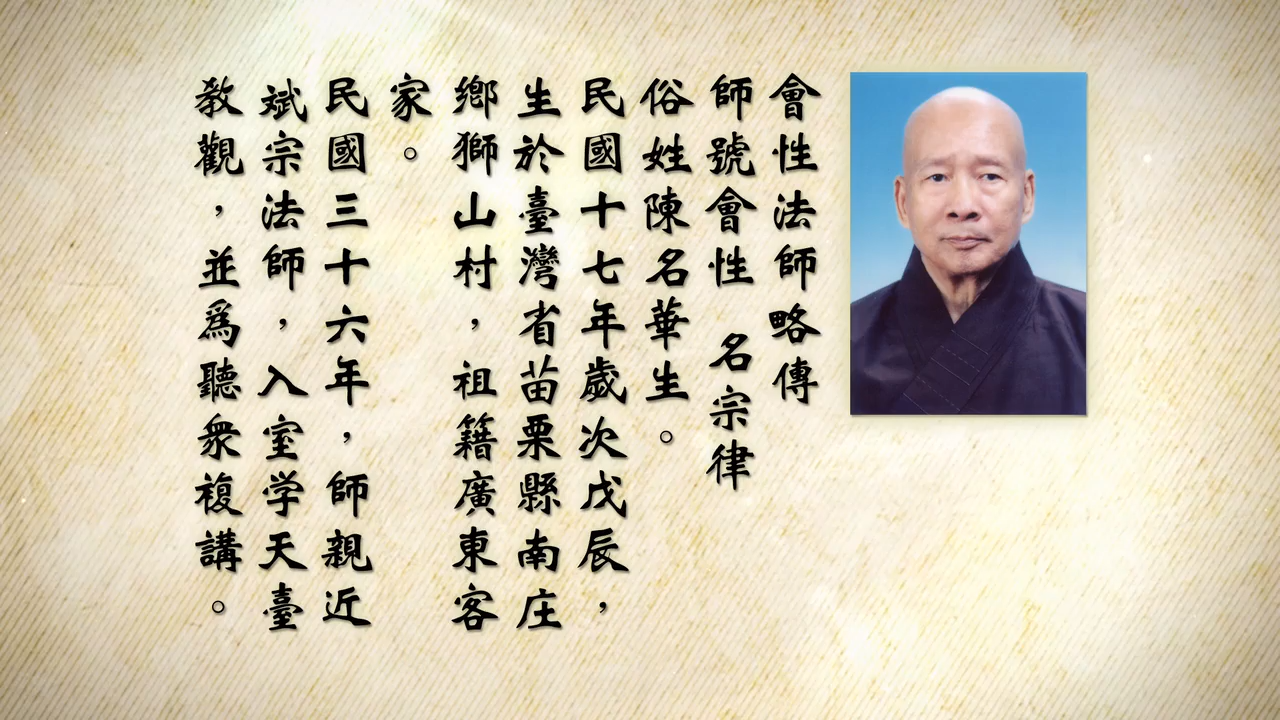 會性法師略傳
師號會性 名宗律
俗姓陳名華生。
民國十七年歲次戊辰，
生於臺灣省苗栗縣南庄
鄉獅山村，祖籍廣東客
家。
民國三十六年，師親近
斌宗法師，入室学天臺
教觀，並為聽衆複講。